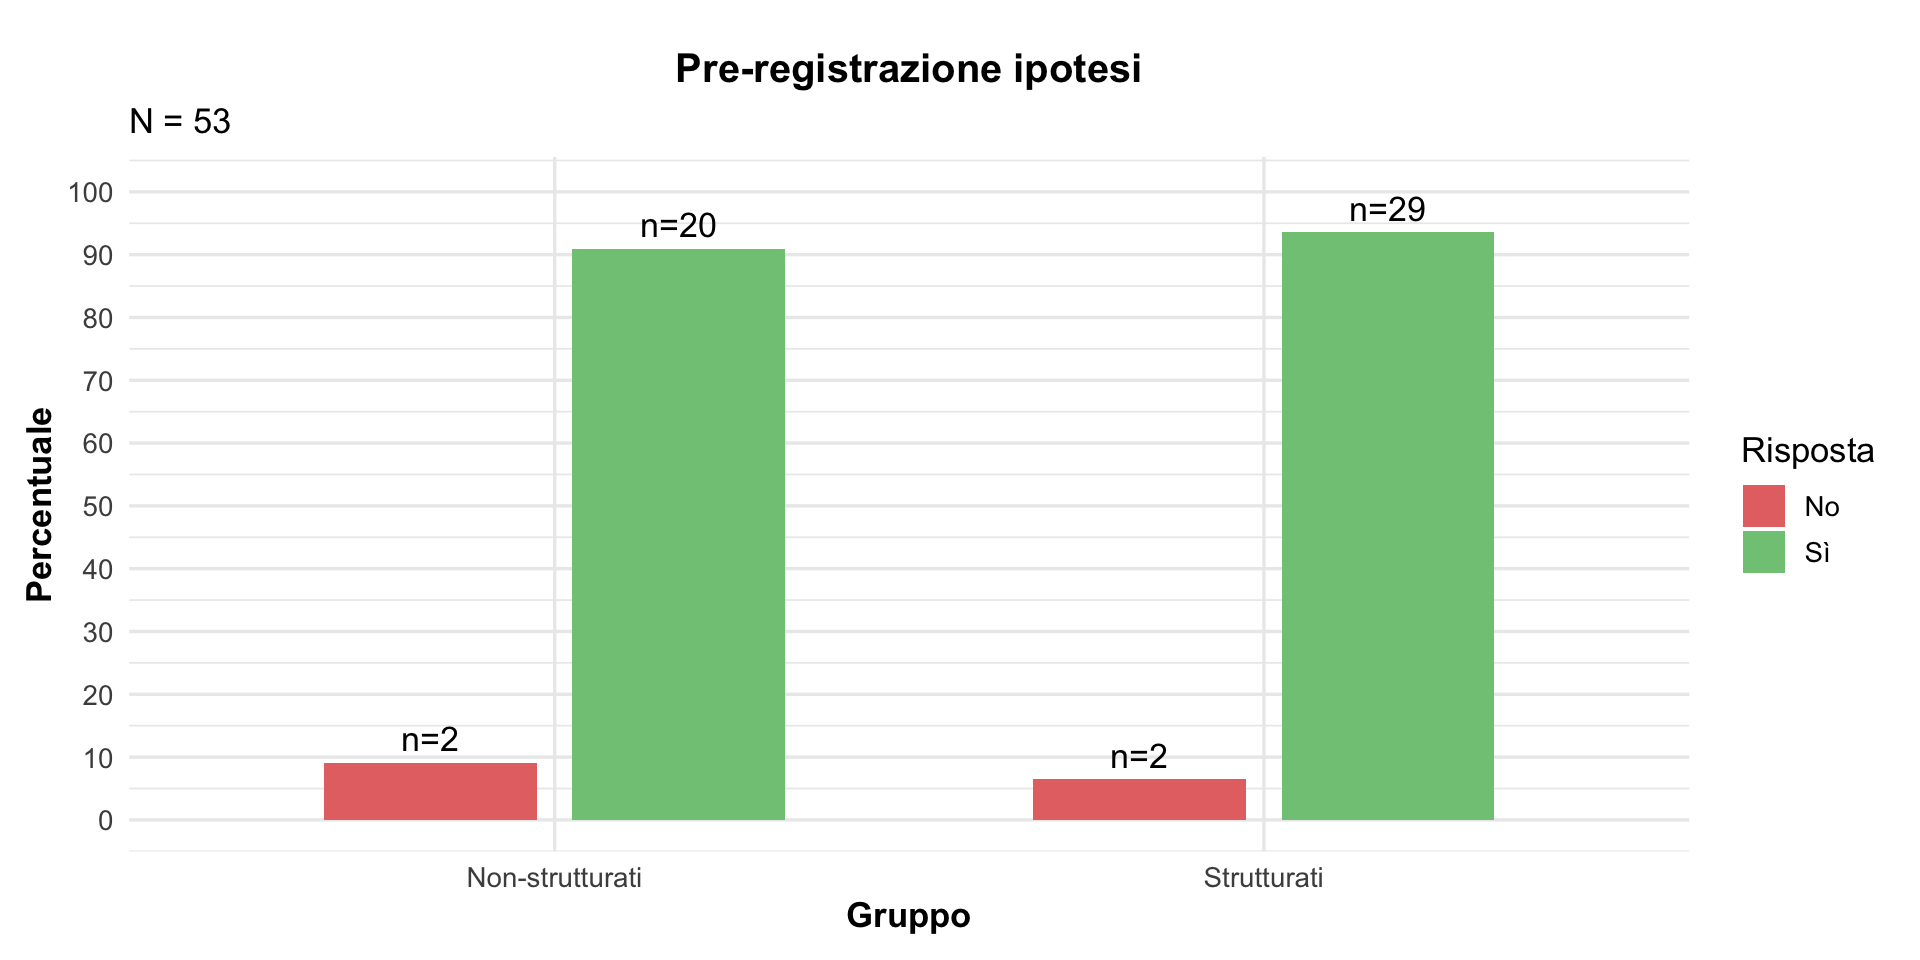 Pre-registrazione ipotesi
N = 53
Percentuale
100
90
80
70
60
50
40
30
20
10
0
n=2
n=20
n=2
n=29
Non-strutturati
Strutturati
Gruppo
Risposta
No
Sì